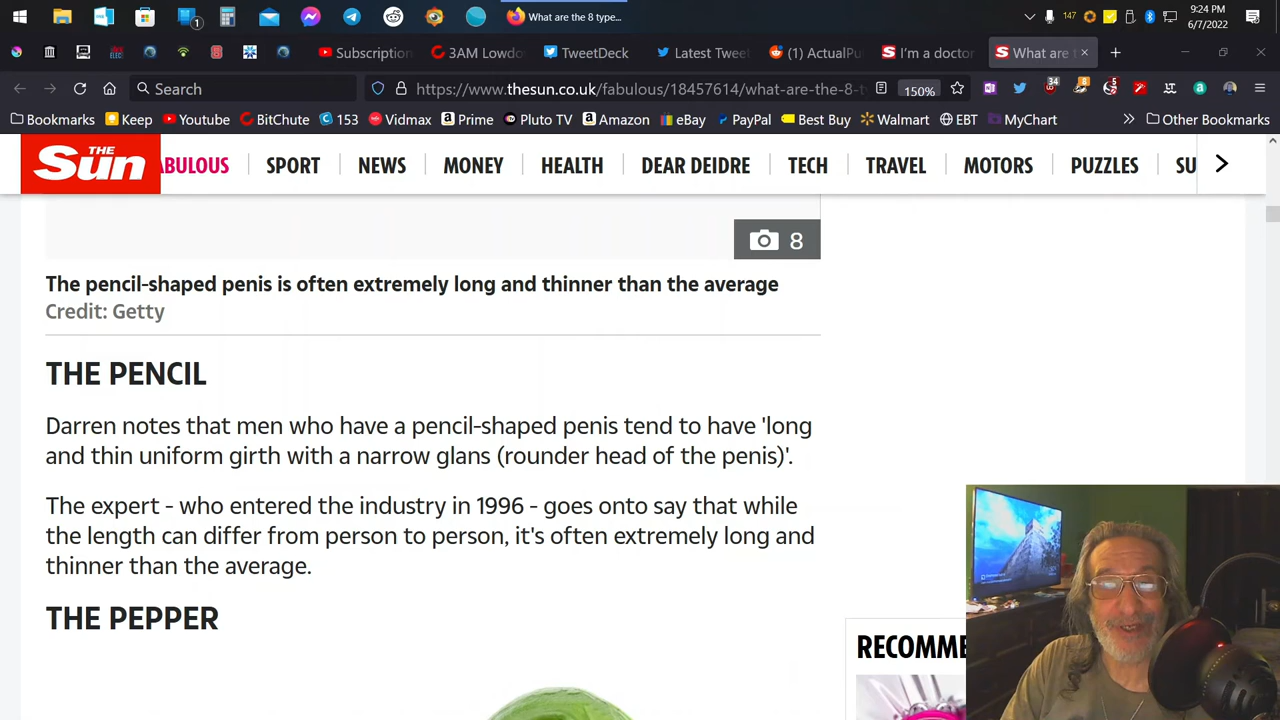 1
What are the 8 type...
147
9:24 PM
6/7/2022
Subscription
3AM Lowdo
TweetDeck
Latest Tweet
(1) ActualPu
I'm a doctor
What are t
Search
https://www.thesun.co.uk/fabulous/18457614/what-are-the-8-t
150%
34
8
5
Bookmarks
Keep
Youtube
BitChute
153
Vidmax
Prime
Pluto TV
Amazon
eBay
PayPal
Best Buy
Walmart
EBT
MyChart
Other Bookmarks
THE Sun
ABULOUS
SPORT
NEWS
MONEY
HEALTH
DEAR DEIDRE
TECH
TRAVEL
MOTORS
PUZZLES
SU
8
The pencil-shaped penis is often extremely long and thinner than the average
Credit: Getty
THE PENCIL
Darren notes that men who have a pencil-shaped penis tend to have 'long
and thin uniform girth with a narrow glans (rounder head of the penis)'.
The expert - who entered the industry in 1996 - goes onto say that while
the length can differ from person to person, it's often extremely long and
thinner than the average.
THE PEPPER
RECOMME